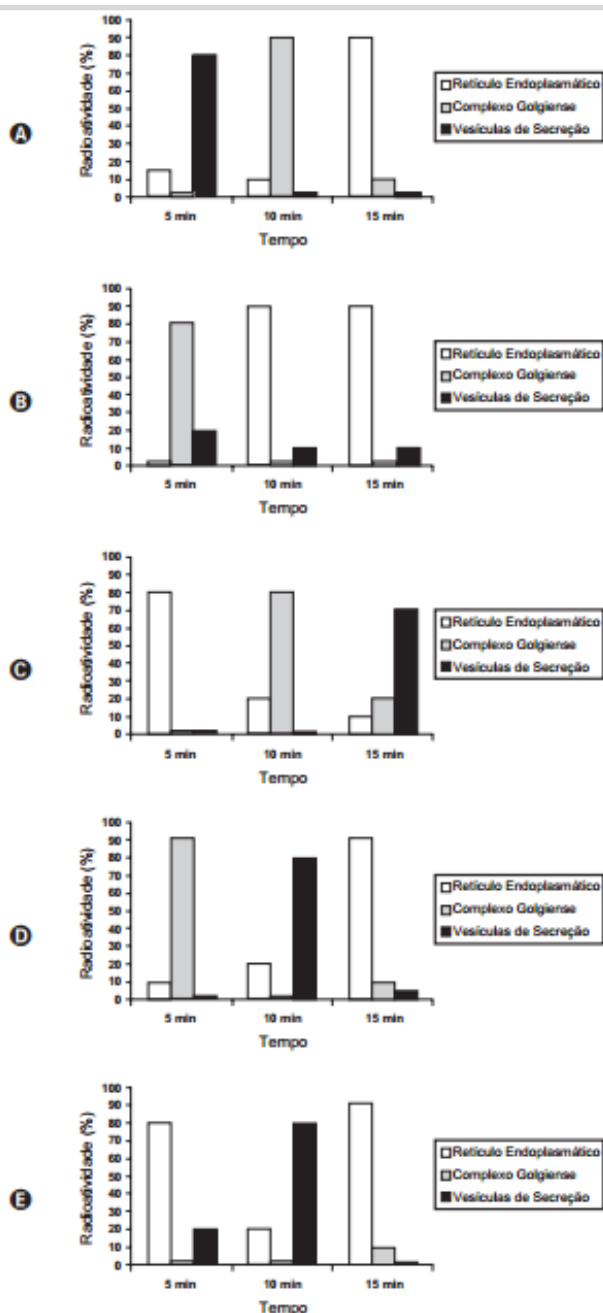 A
Radioatividade (%)
100
90
80
70
60
50
40
30
20
10
0
5 min
10 min
15 min
Tempo
Retículo Endoplasmático
Complexo Golgiense
Vesículas de Secreção
B
Radioatividade (%)
100
90
80
70
60
50
40
30
20
10
0
5 min
10 min
15 min
Tempo
Retículo Endoplasmático
Complexo Golgiense
Vesículas de Secreção
C
Radioatividade (%)
100
90
80
70
60
50
40
30
20
10
0
5 min
10 min
15 min
Tempo
Retículo Endoplasmático
Complexo Golgiense
Vesículas de Secreção
D
Radioatividade (%)
100
90
80
70
60
50
40
30
20
10
0
5 min
10 min
15 min
Tempo
Retículo Endoplasmático
Complexo Golgiense
Vesículas de Secreção
E
Radioatividade (%)
100
90
80
70
60
50
40
30
20
10
0
5 min
10 min
15 min
Tempo
Retículo Endoplasmático
Complexo Golgiense
Vesículas de Secreção